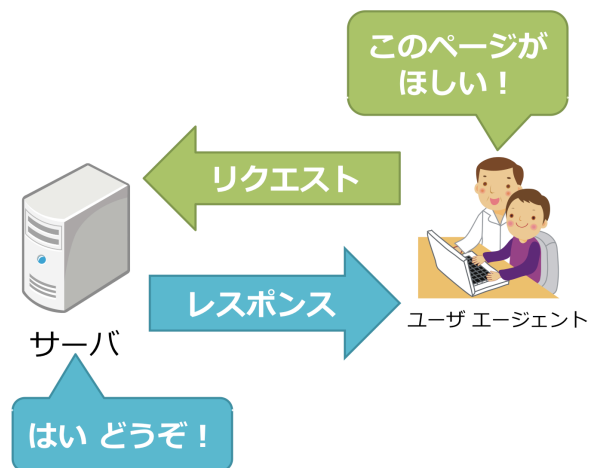 このページが
ほしい！
リクエスト
レスポンス
ユーザ エージェント
サーバ
はい どうぞ！